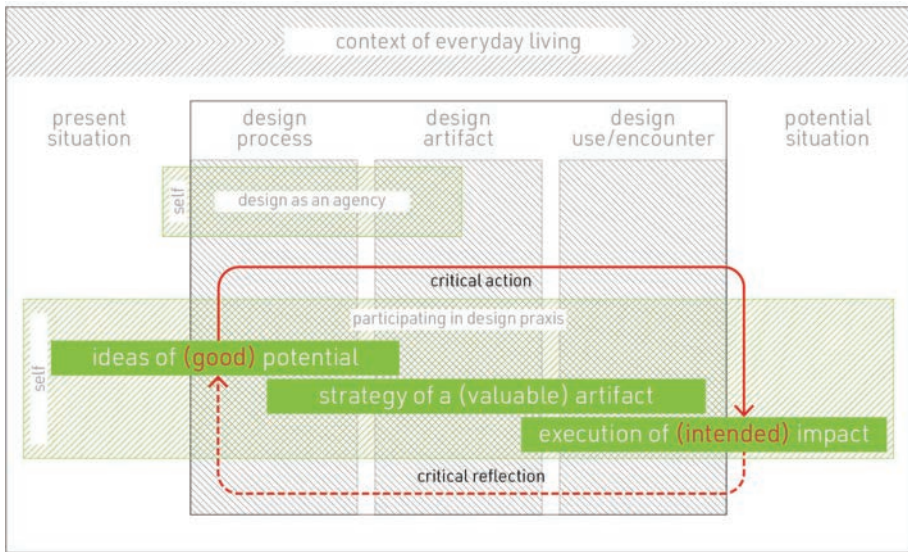 context of everyday living
present
situation
design
process
design
artifact
design
use/encounter
potential
situation
self
design as an agency
critical action
participating in design praxis
self
ideas of (good) potential
strategy of a (valuable) artifact
execution of (intended) impact
critical reflection